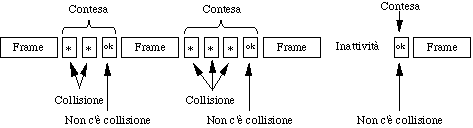 Contesa
Contesa
Contesa
Frame
*
*
ok
Frame
*
*
*
ok
Frame
Inattività
ok
Frame
Collisione
Collisione
Non c'è collisione
Non c'è collisione
Non c'è collisione